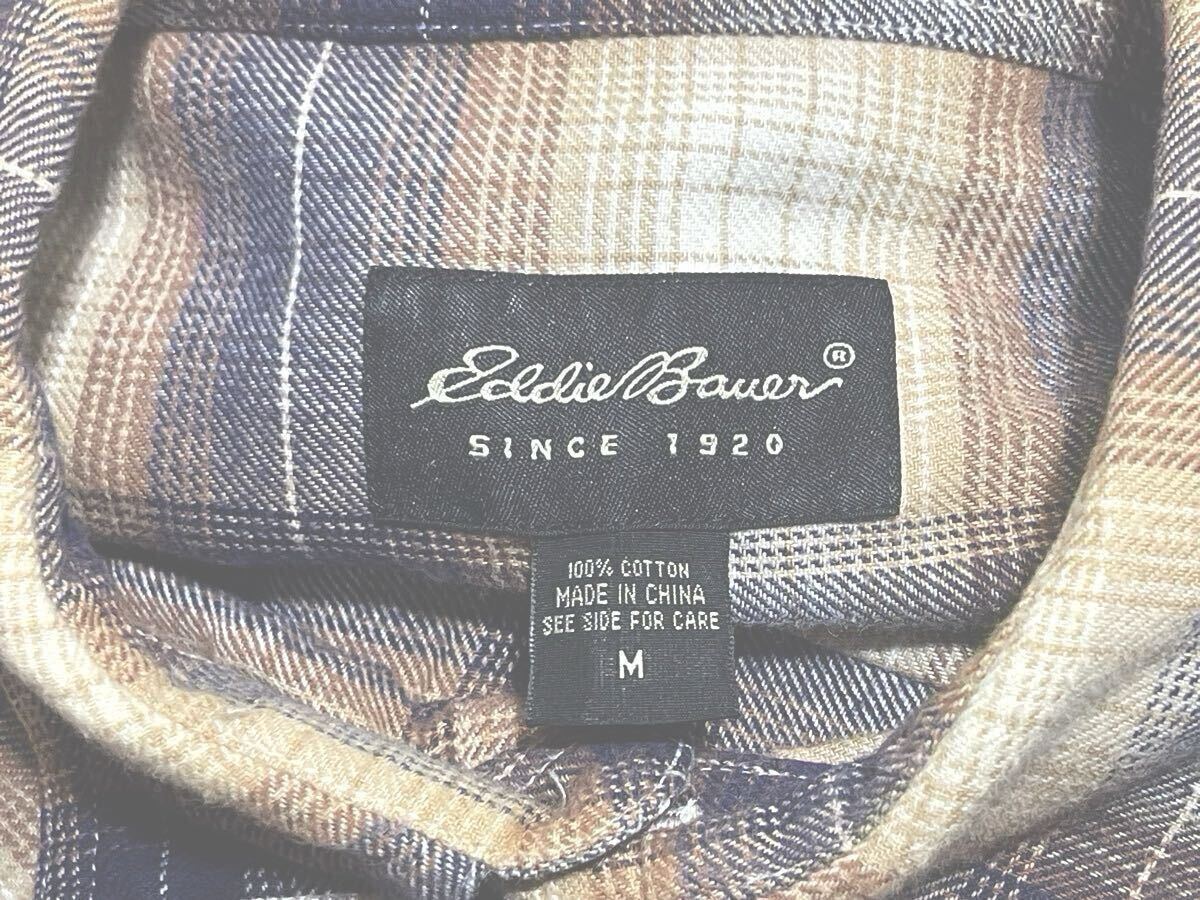 Eddie Bauer®
SINCE 1920
100% COTTON
MADE IN CHINA
SEE SIDE FOR CARE
M